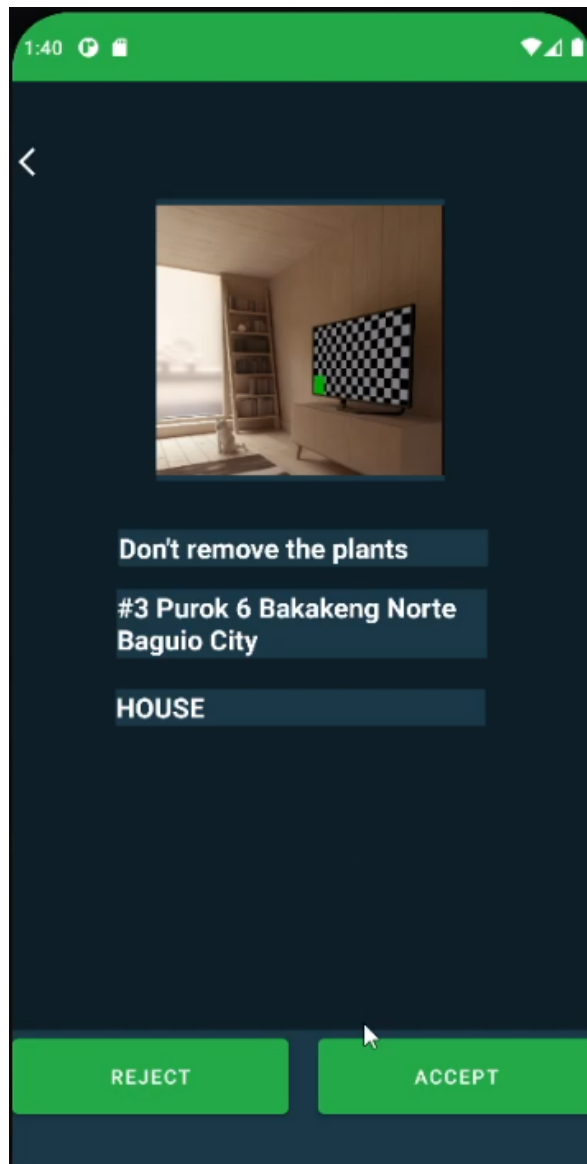 1:40
Don't remove the plants
#3 Purok 6 Bakakeng Norte
Baguio City
HOUSE
REJECT
ACCEPT